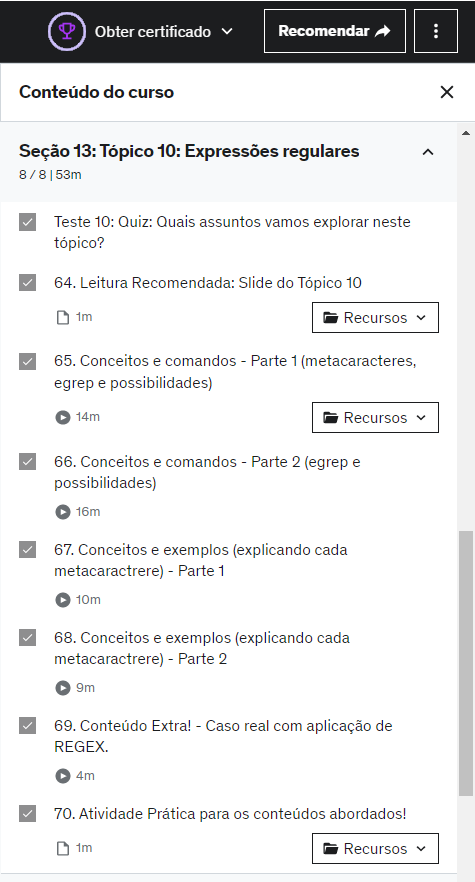 Obter certificado
Recomendar
Conteúdo do curso
Seção 13: Tópico 10: Expressões regulares
8 / 8 | 53m
Teste 10: Quiz: Quais assuntos vamos explorar neste
tópico?
64. Leitura Recomendada: Slide do Tópico 10
1m
Recursos
65. Conceitos e comandos - Parte 1 (metacaracteres,
egrep e possibilidades)
14m
Recursos
66. Conceitos e comandos - Parte 2 (egrep e
possibilidades)
16m
67. Conceitos e exemplos (explicando cada
metacaractrere) - Parte 1
10m
68. Conceitos e exemplos (explicando cada
metacaractrere) - Parte 2
9m
69. Conteúdo Extra! - Caso real com aplicação de
REGEX.
4m
70. Atividade Prática para os conteúdos abordados!
1m
Recursos